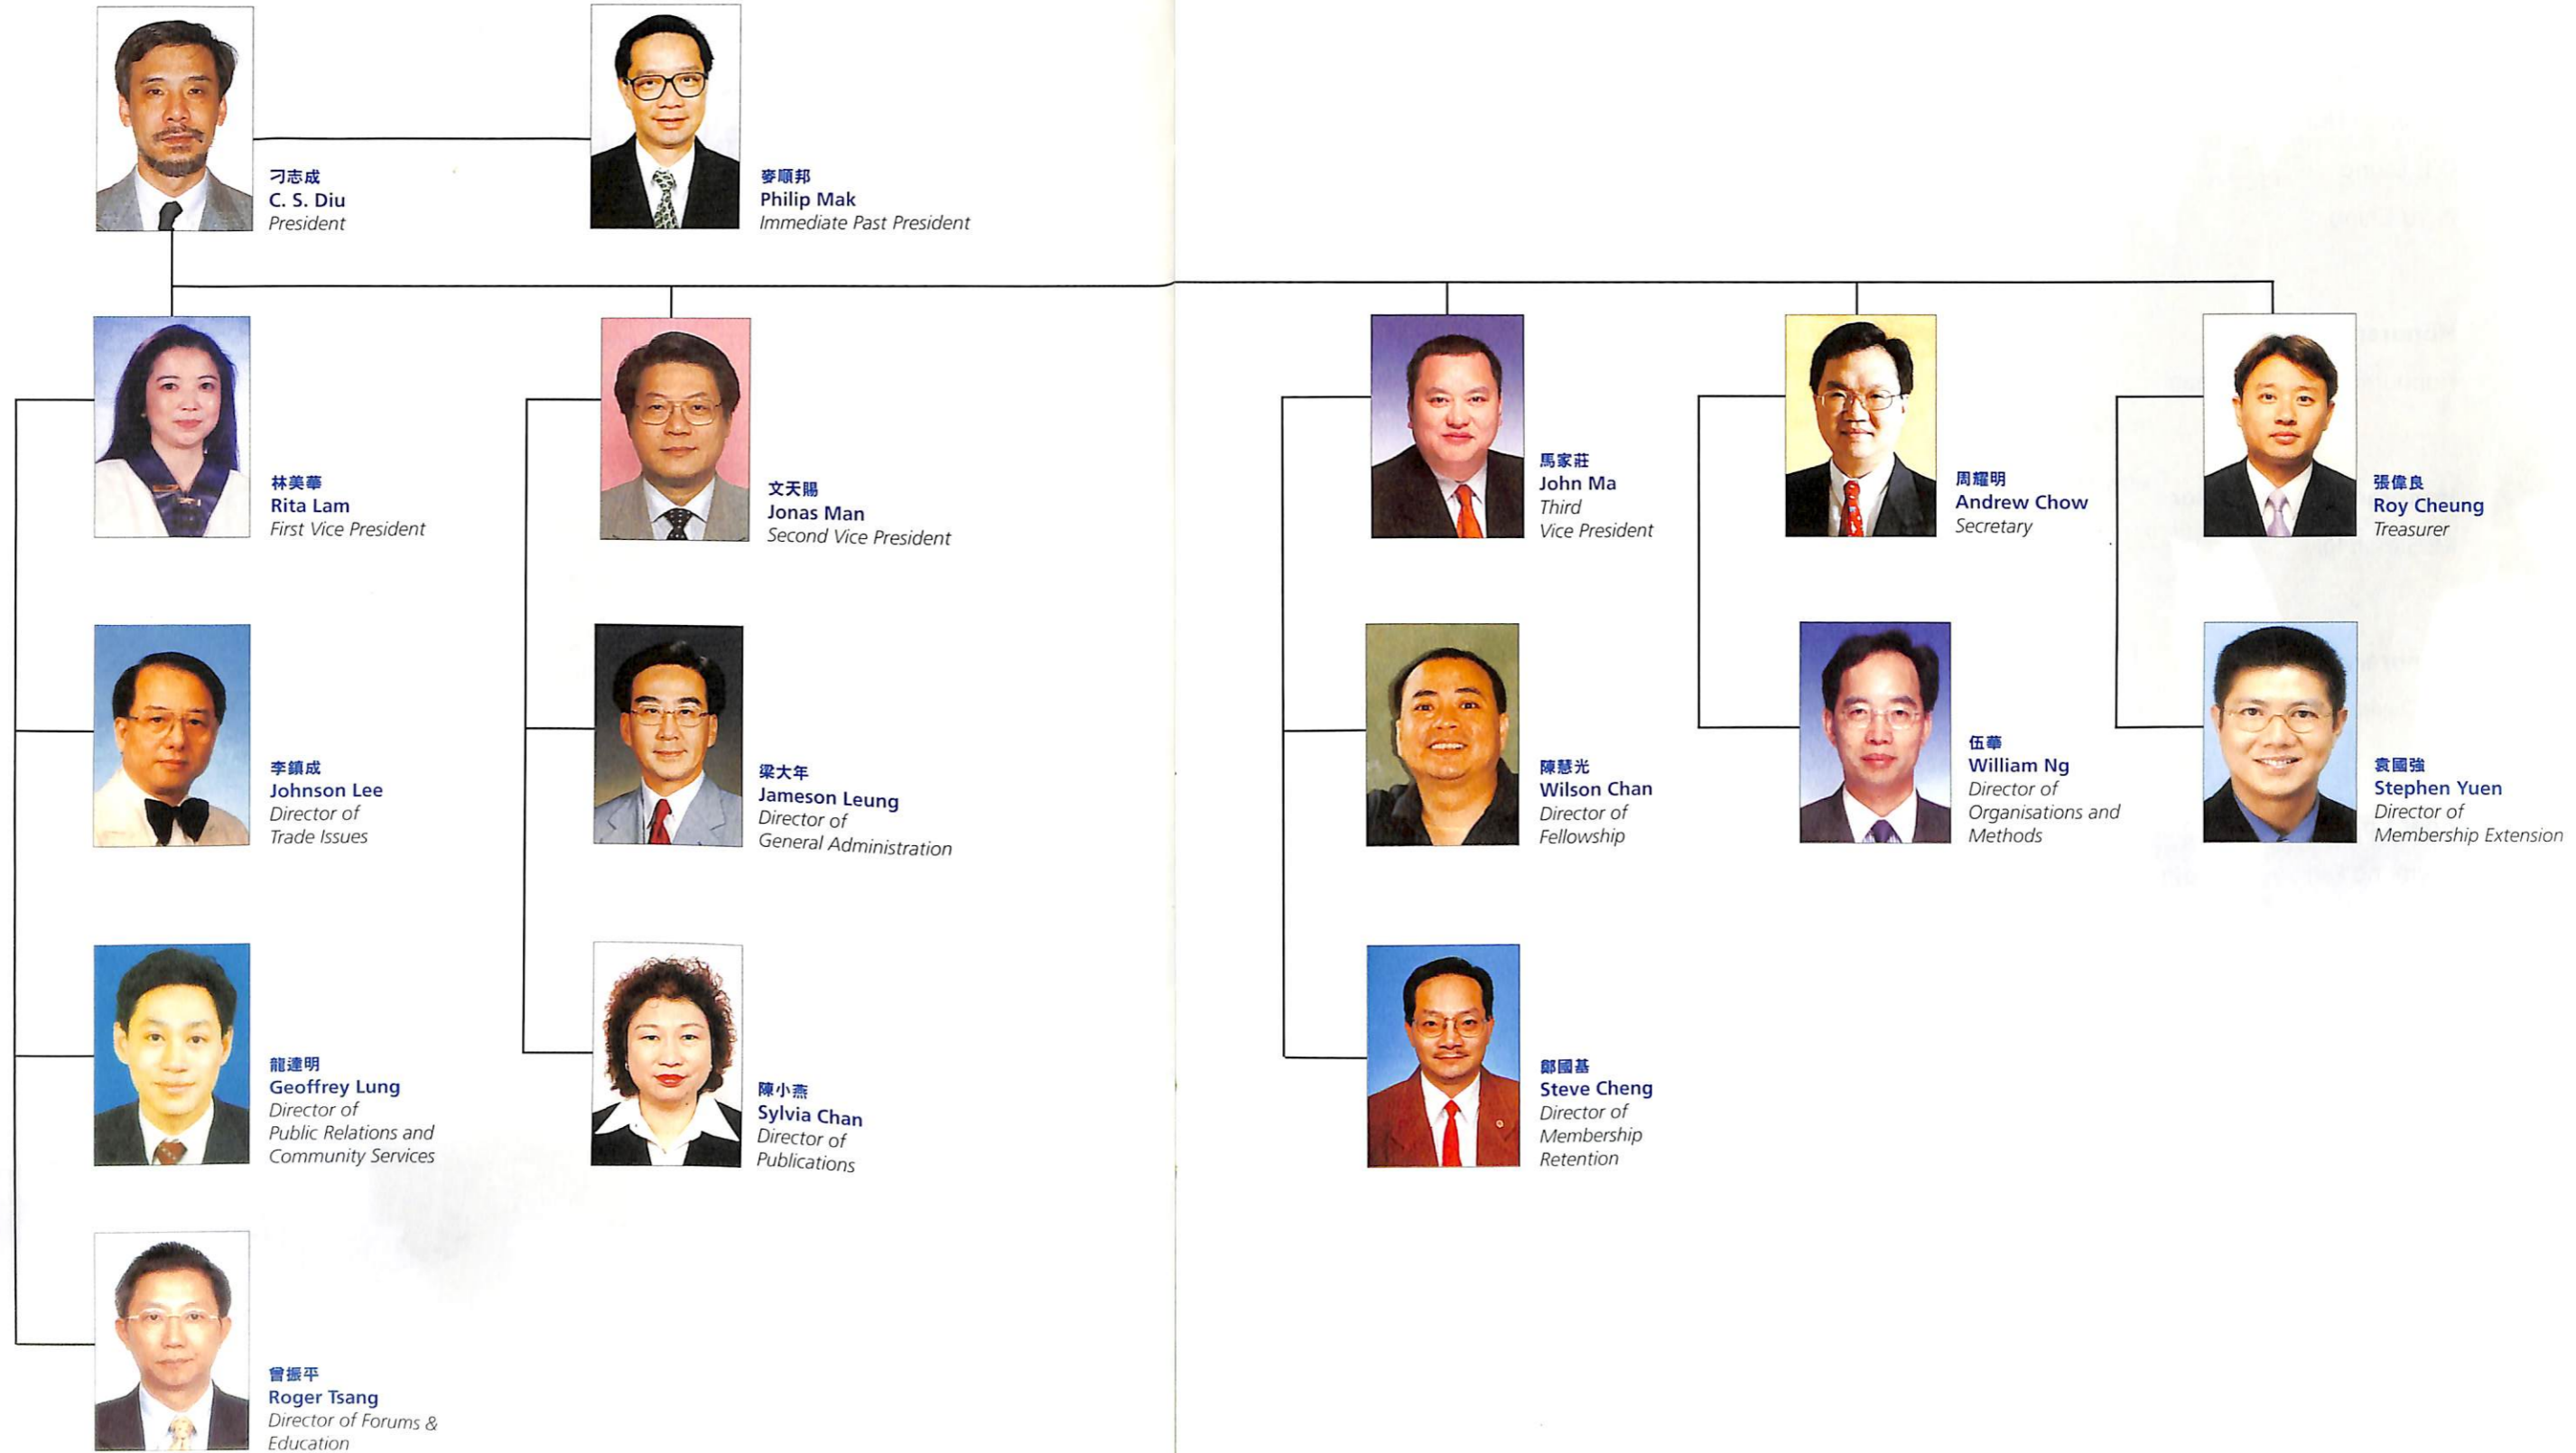 刁志成
C. S. Diu
President
麥順邦
Philip Mak
Immediate Past President
林美華
Rita Lam
First Vice President
文天賜
Jonas Man
Second Vice President
馬家莊
John Ma
Third
Vice President
周耀明
Andrew Chow
Secretary
張偉良
Roy Cheung
Treasurer
李鎮成
Johnson Lee
Director of
Trade Issues
梁大年
Jameson Leung
Director of
General Administration
陳慧光
Wilson Chan
Director of
Fellowship
伍華
William Ng
Director of
Organisations and
Methods
袁國強
Stephen Yuen
Director of
Membership Extension
龍達明
Geoffrey Lung
Director of
Public Relations and
Community Services
陳小燕
Sylvia Chan
Director of
Publications
鄭國基
Steve Cheng
Director of
Membership
Retention
曾振平
Roger Tsang
Director of Forums &
Education